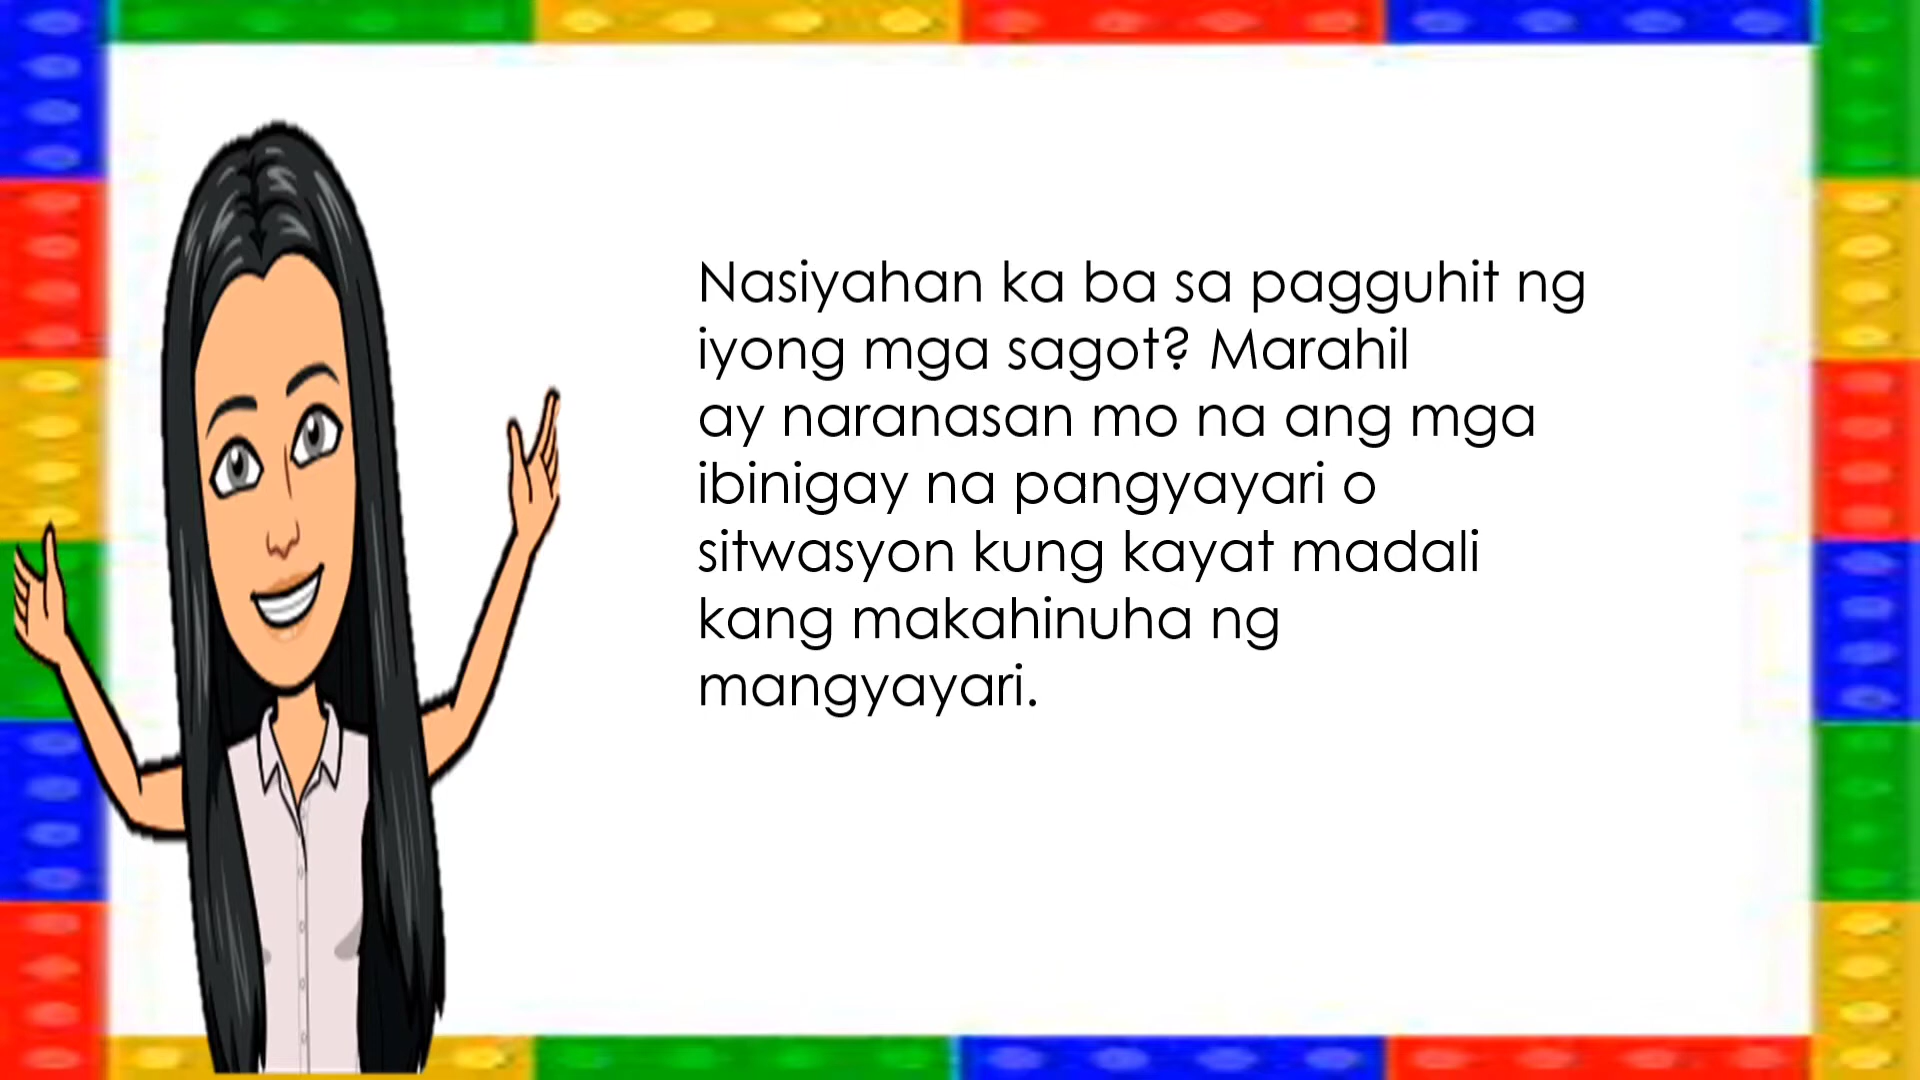 Nasiyahan ka ba sa pagguhit ng
iyong mga sagot? Marahil
ay naranasan mo na ang mga
ibinigay na pangyayari o
sitwasyon kung kayat madali
kang makahinuha ng
mangyayari.